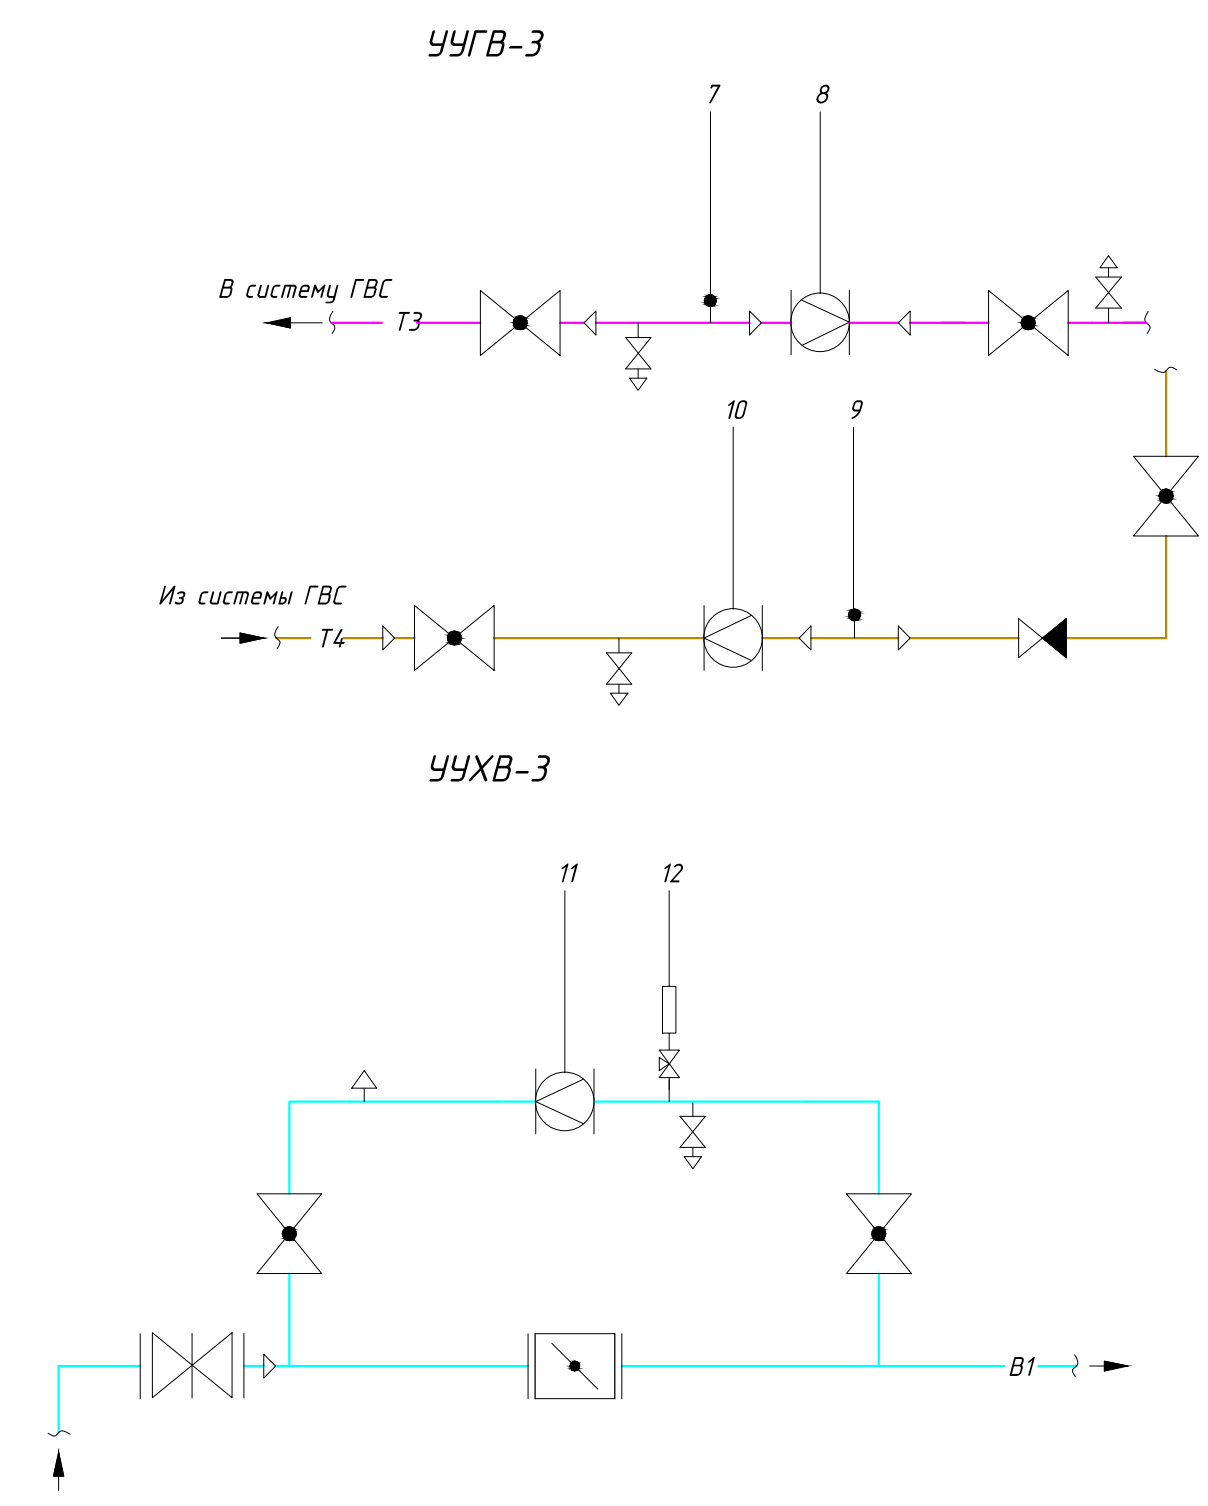 УУГВ-3
7 8
В систему ГВС
Т3
10 9
Из системы ГВС
Т4
УУХВ-3
11 12
В1